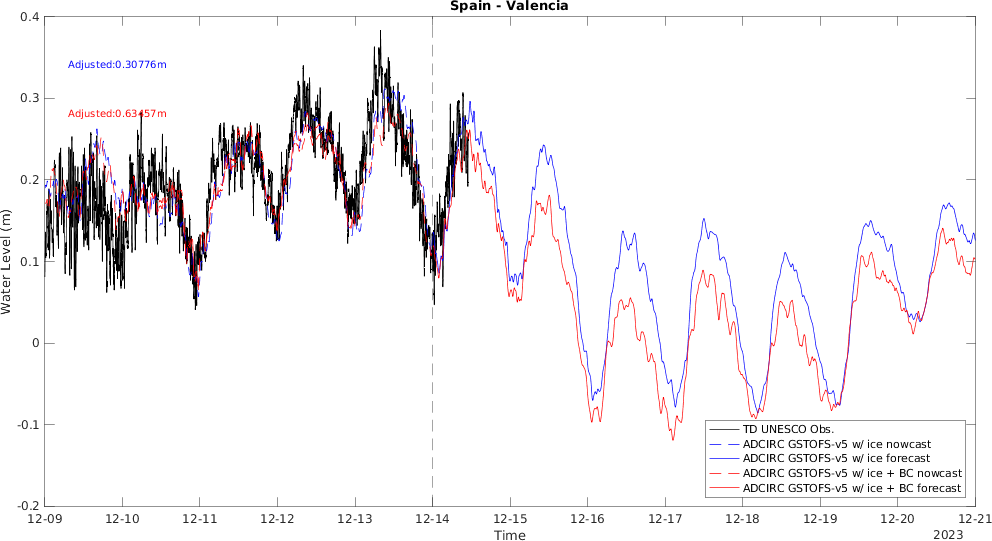 Spain - Valencia
0.4
0.3
0.2
0.1
0
-0.1
-0.2
Water Level (m)
Adjusted:0.30776m
Adjusted:0.63457m
TD UNESCO Obs.
ADCIRC GSTOFS-v5 w/ ice nowcast
ADCIRC GSTOFS-v5 w/ ice forecast
ADCIRC GSTOFS-v5 w/ ice + BC nowcast
ADCIRC GSTOFS-v5 w/ ice + BC forecast
12-09 12-10 12-11 12-12 12-13 12-14 12-15 12-16 12-17 12-18 12-19 12-20 12-21
Time
2023